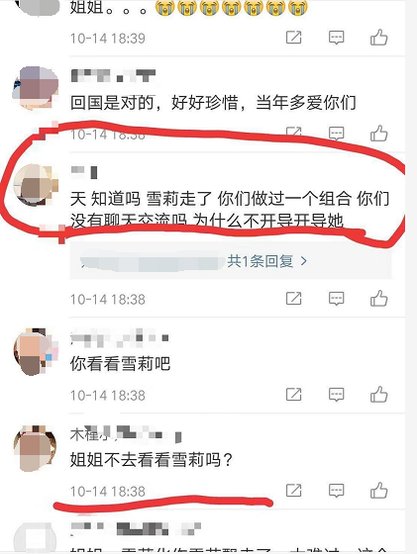 姐姐。。。😭😭😭😭😭😭😭
10-14 18:39
回国是对的，好好珍惜，当年多爱你们
10-14 18:38
天 知道吗 雪莉走了 你们做过一个组合 你们
没有聊天交流吗 为什么不开导开导她
共1条回复 >
10-14 18:38
你看看雪莉吧
10-14 18:38
木槿
姐姐不去看看雪莉吗？
10-14 18:38